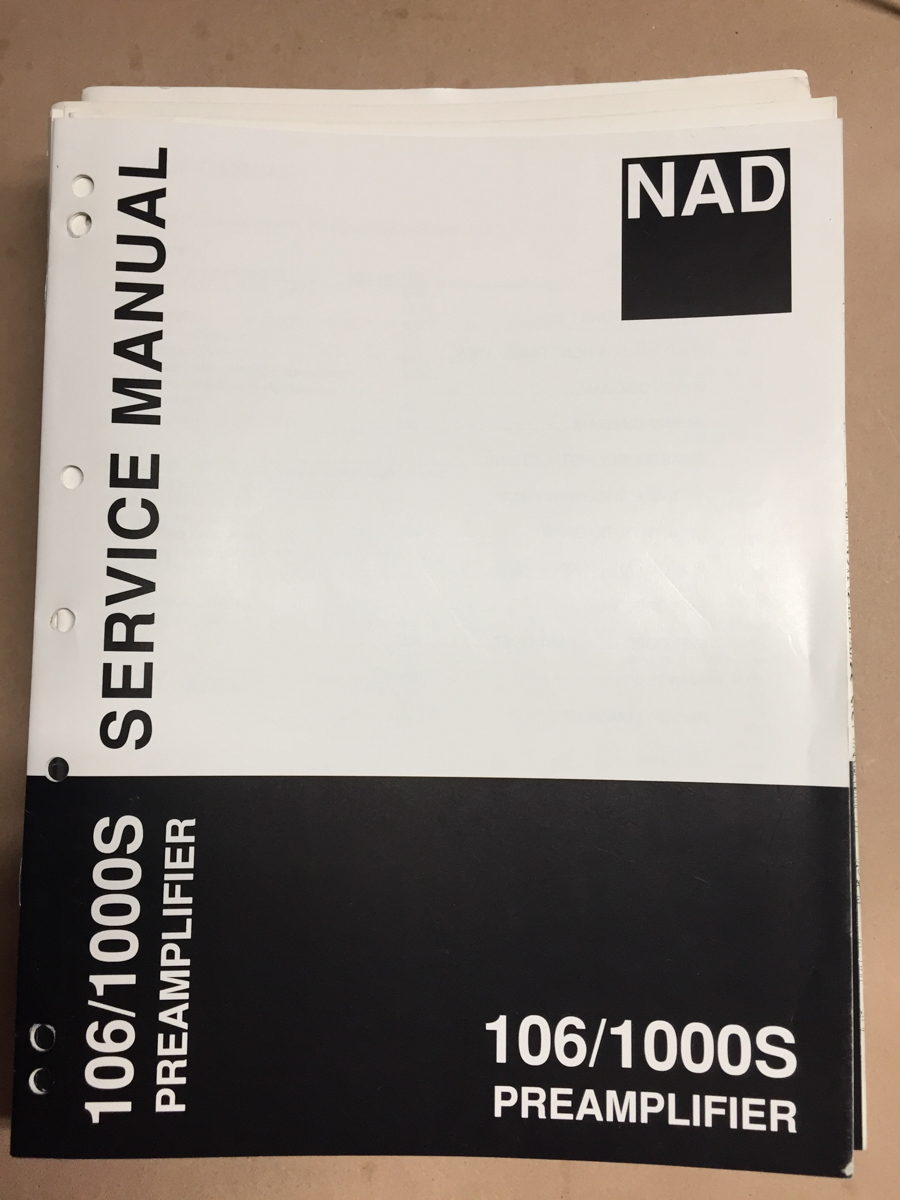 NAD
SERVICE MANUAL
106/1000S
PREAMPLIFIER
106/1000S
PREAMPLIFIER